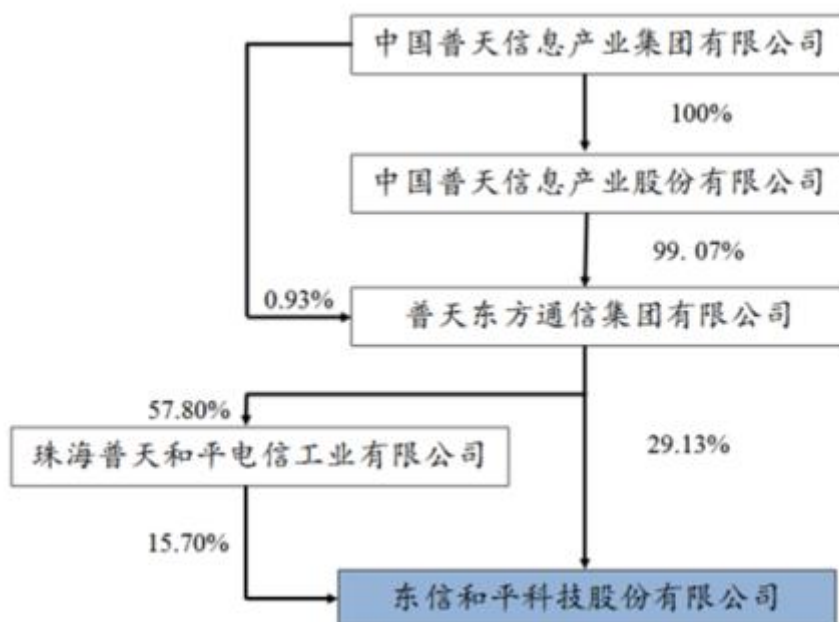 中国普天信息产业集团有限公司
100%
中国普天信息产业股份有限公司
99.07%
0.93%
普天东方通信集团有限公司
57.80%
珠海普天和平电信工业有限公司
29.13%
15.70%
东信和平科技股份有限公司